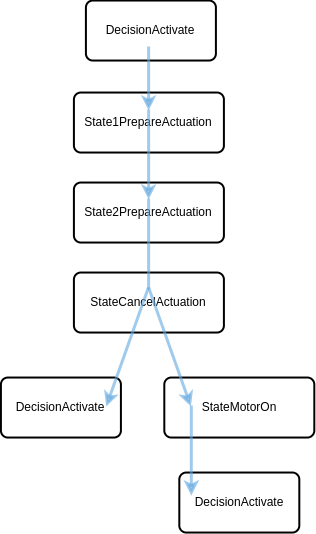 DecisionActivate
State1PrepareActuation
State2PrepareActuation
StateCancelActuation
DecisionActivate
StateMotorOn
DecisionActivate